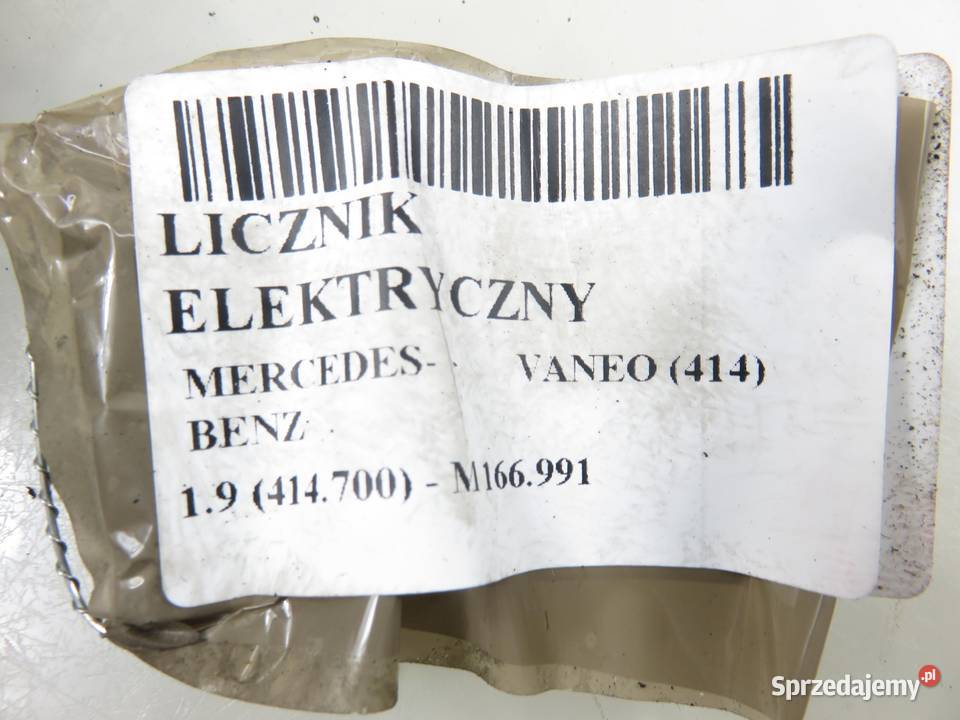 LICZNIK
ELEKTRYCZNY
MERCEDES- VANEO (414)
BENZ
1.9 (414.700) - M166.991
Sprzedajemy.pl